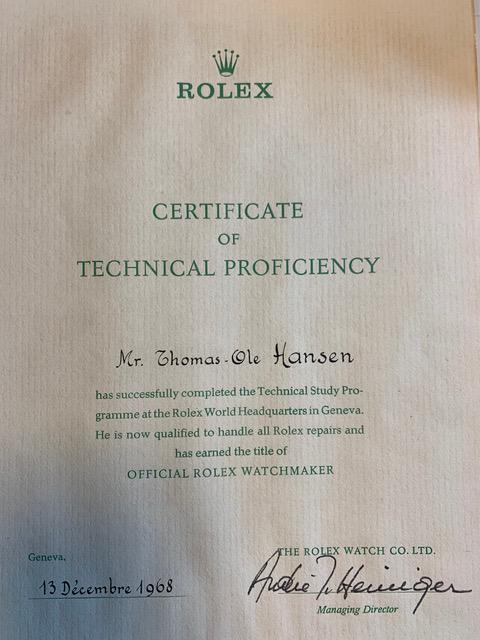 ROLEX
CERTIFICATE
OF
TECHNICAL PROFICIENCY
Mr. Thomas-Ole Hansen
has successfully completed the Technical Study Pro-
gramme at the Rolex World Headquarters in Geneva.
He is now qualified to handle all Rolex repairs and
has earned the title of
OFFICIAL ROLEX WATCHMAKER
Geneva,
13 Décembre 1968
THE ROLEX WATCH CO. LTD.
André J. Heiniger
Managing Director